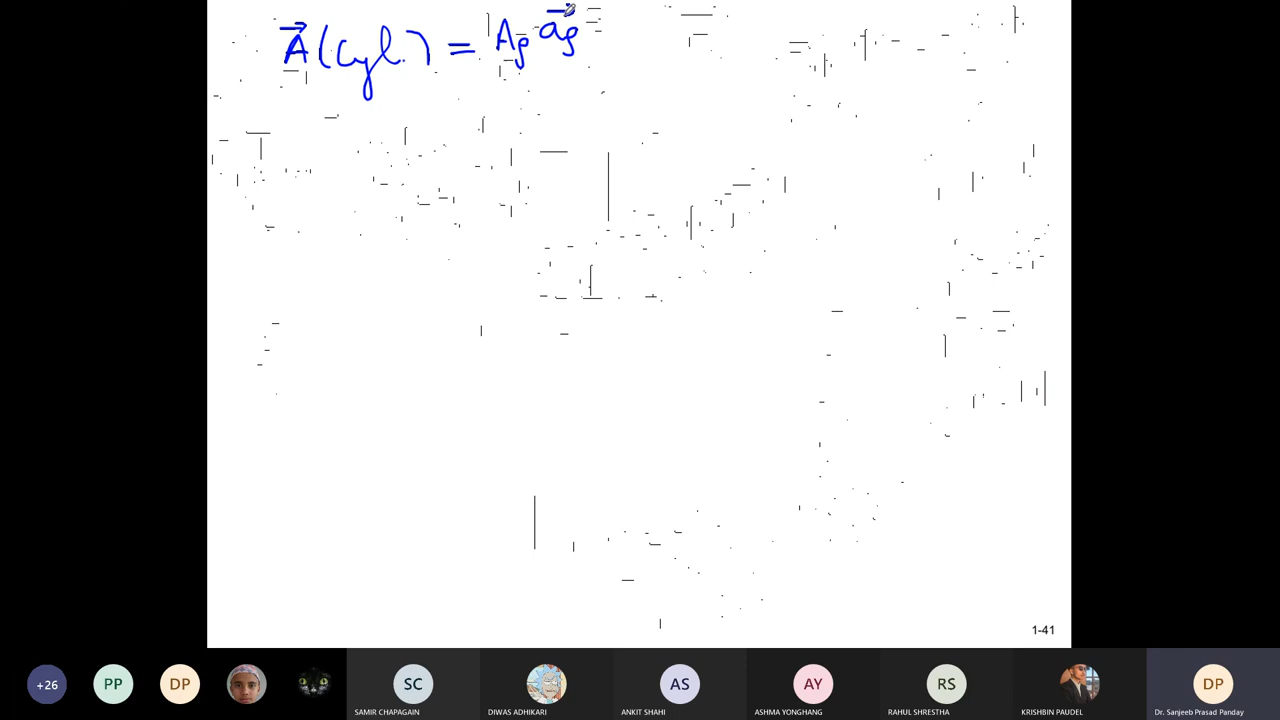 A⃗ (cyl.) = Aρ a⃗ρ
1-41
+26
PP
DP
SC
AS
AY
RS
DP
SAMIR CHAPAGAIN
DIWAS ADHIKARI
ANKIT SHAHI
ASHMA YONGHANG
RAHUL SHRESTHA
KRISHBIN PAUDEL
Dr. Sanjeeb Prasad Panday